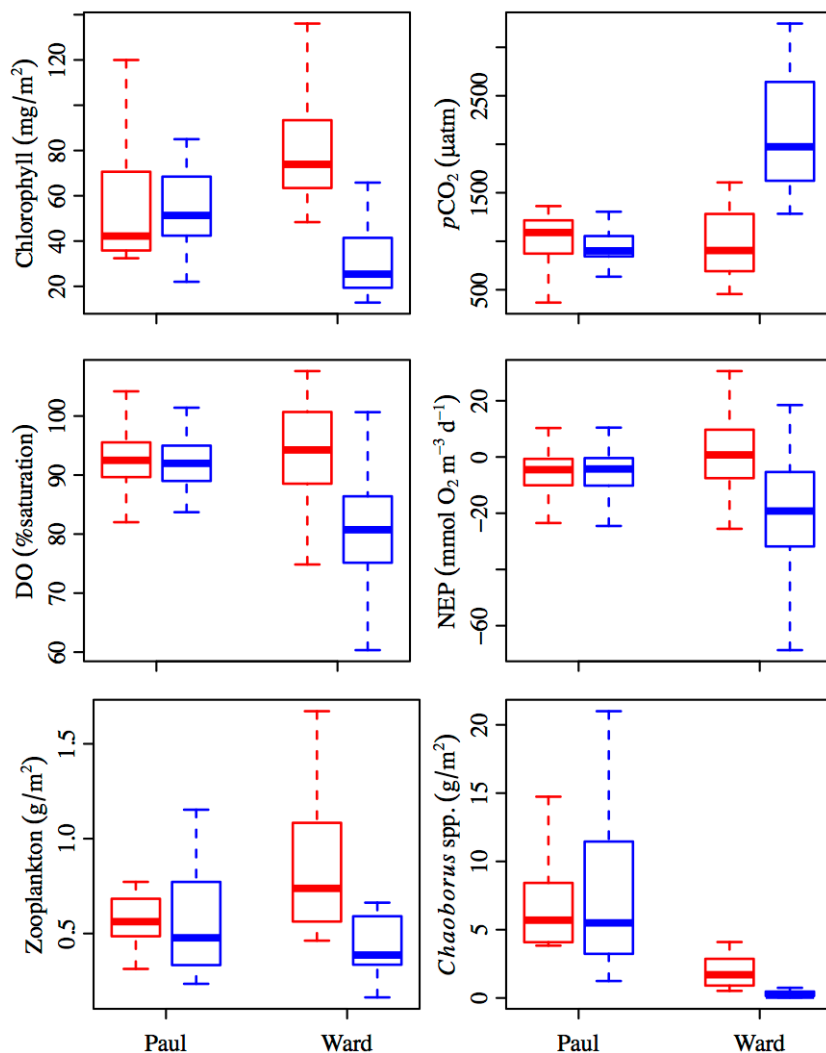 Chlorophyll (mg/m²)
20 40 60 80 120
pCO₂ (µatm)
500 1500 2500
DO (%saturation)
60 70 80 90 100
NEP (mmol O₂ m⁻³ d⁻¹)
−60 −20 0 20
Zooplankton (g/m²)
0.5 1.0 1.5
Chaoborus spp. (g/m²)
0 5 10 15 20
Paul Ward
Paul Ward